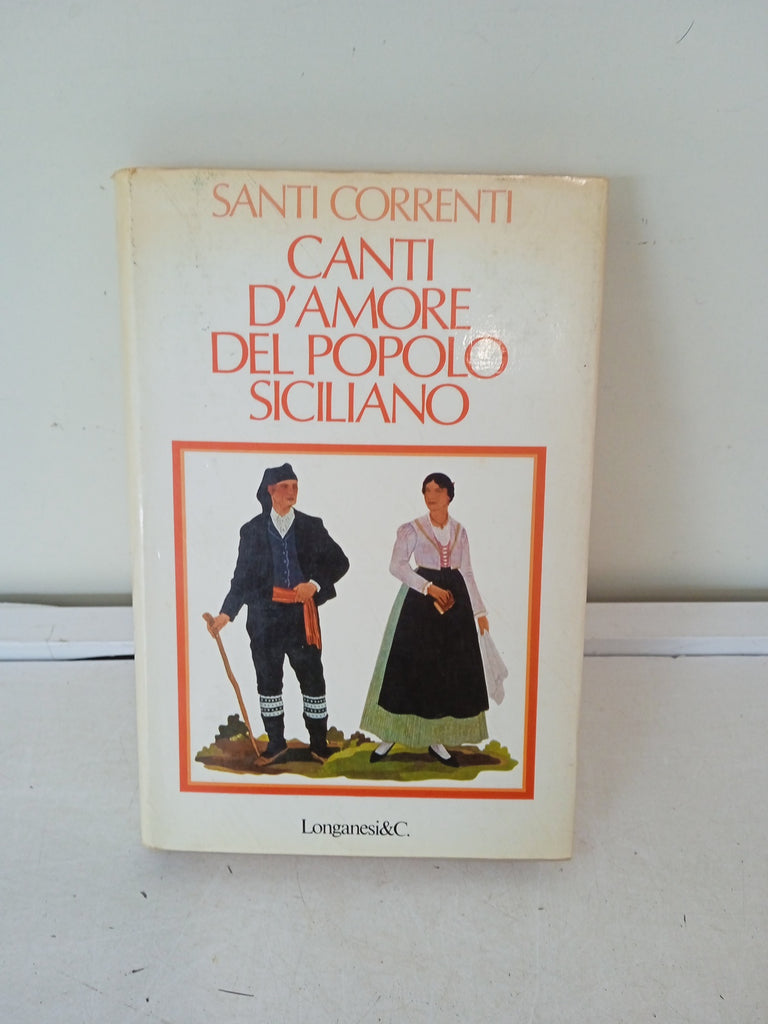 SANTI CORRENTI
CANTI
D'AMORE
DEL POPOLO
SICILIANO
Longanesi&C.